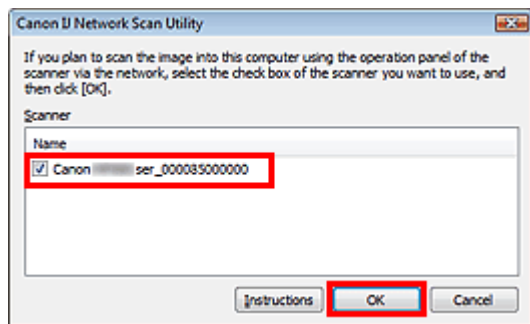 Canon IJ Network Scan Utility
If you plan to scan the image into this computer using the operation panel of the
scanner via the network, select the check box of the scanner you want to use, and
then click [OK].
Scanner
Name
Canon ser_000085000000
Instructions OK Cancel